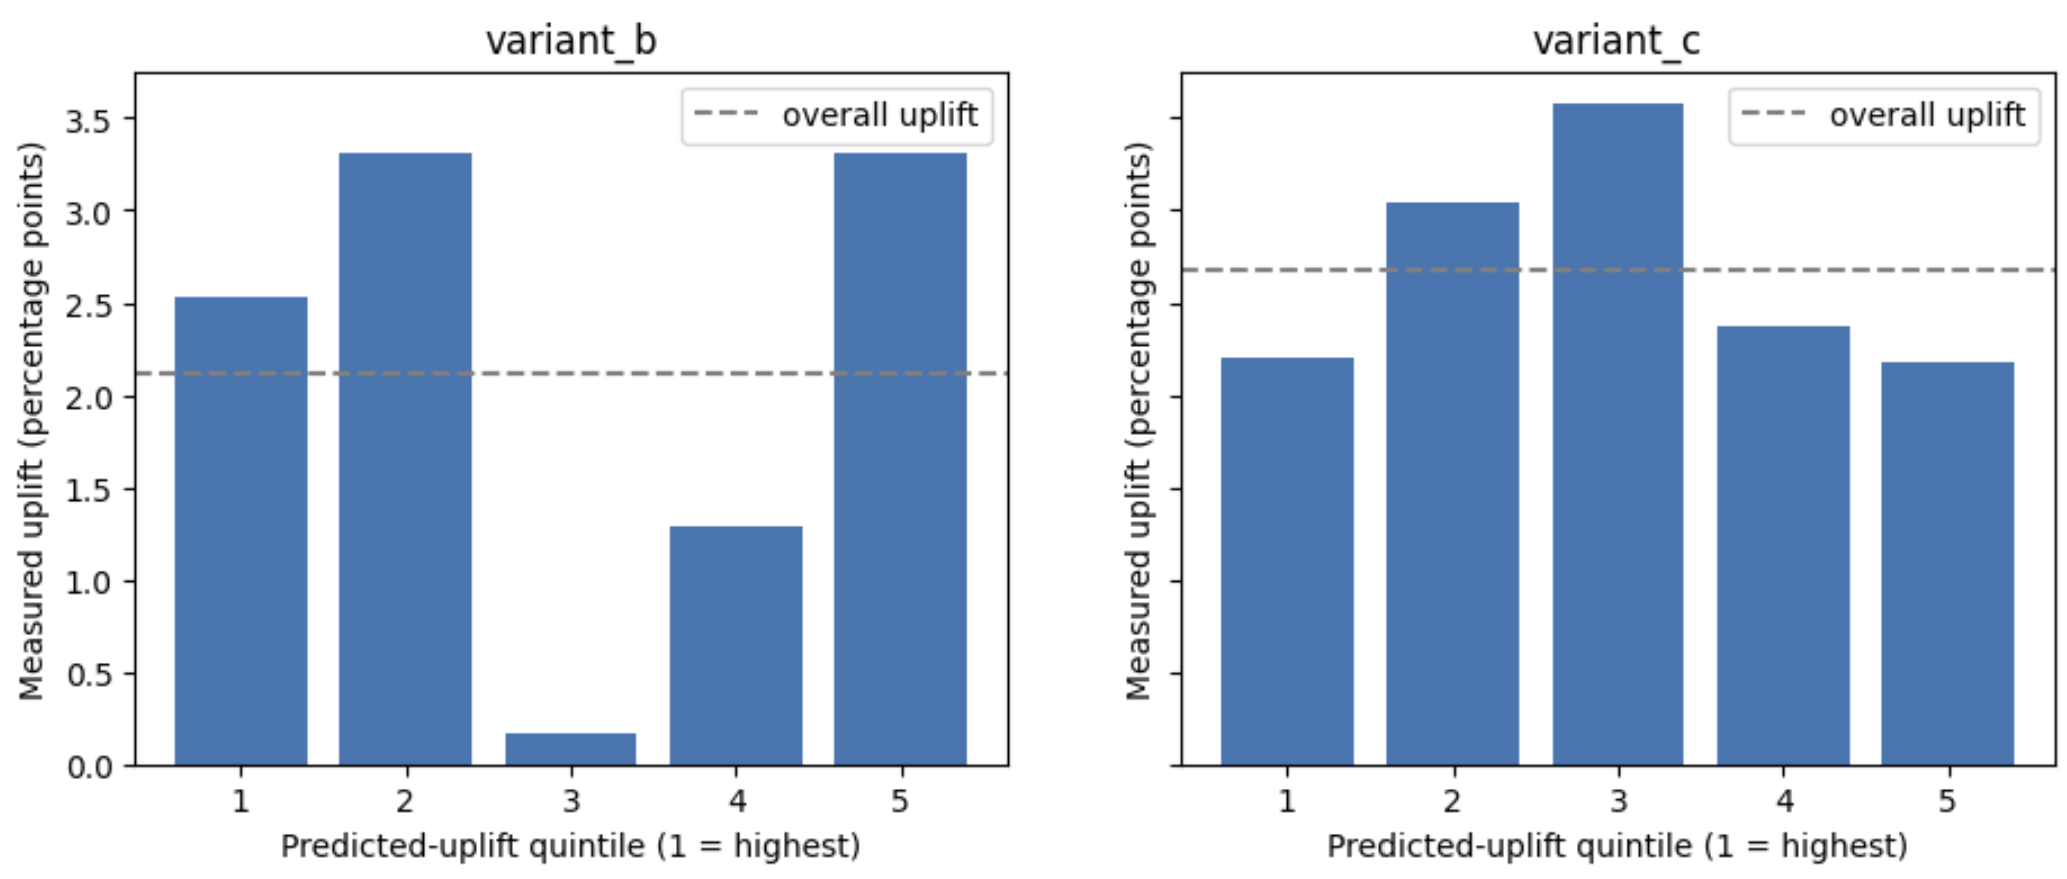 variant_b
overall uplift
Measured uplift (percentage points)
3.5
3.0
2.5
2.0
1.5
1.0
0.5
0.0
1 2 3 4 5
Predicted-uplift quintile (1 = highest)
variant_c
overall uplift
Measured uplift (percentage points)
1 2 3 4 5
Predicted-uplift quintile (1 = highest)